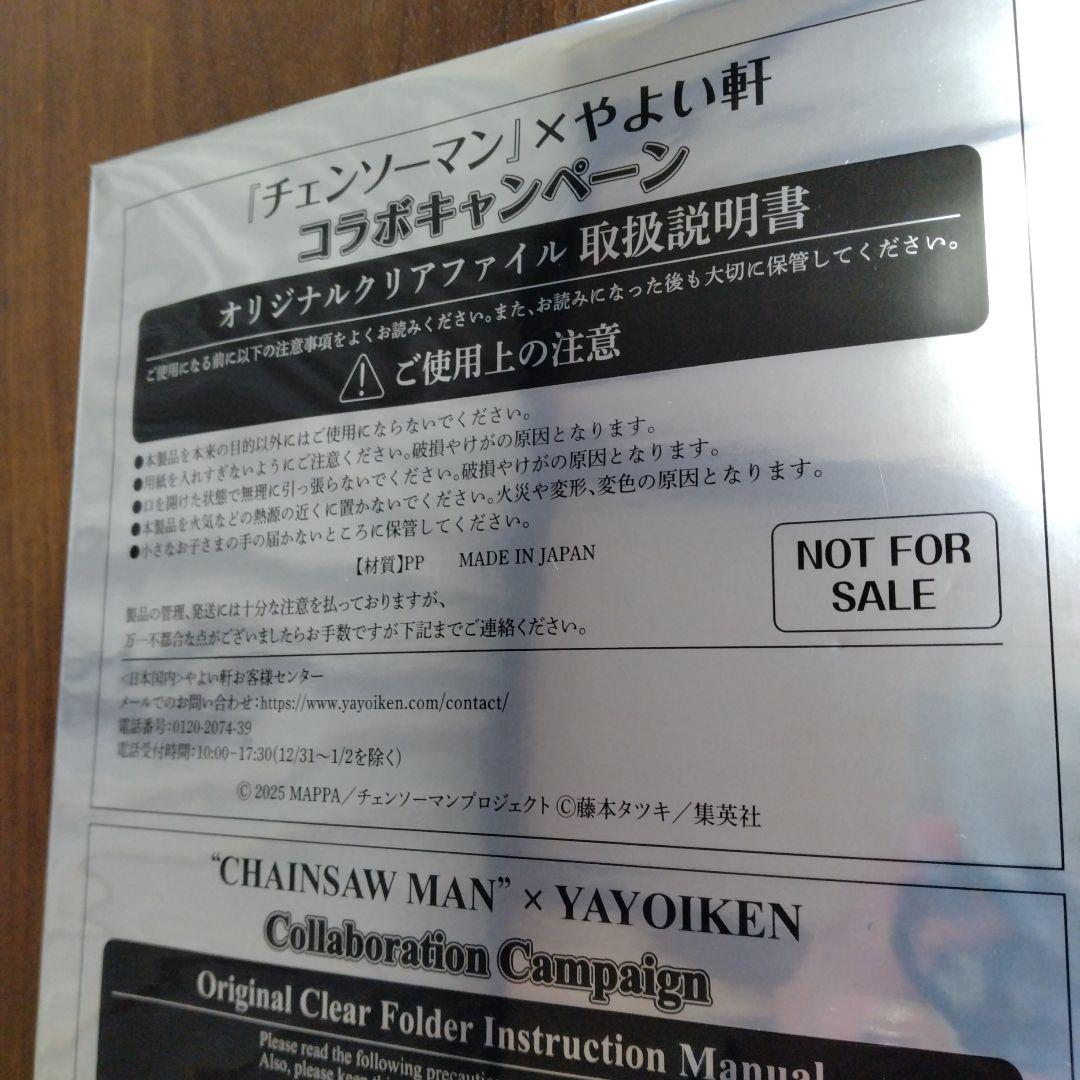 『チェンソーマン』×やよい軒
コラボキャンペーン
オリジナルクリアファイル 取扱説明書
ご使用になる前に以下の注意事項をよくお読みください。また、お読みになった後も大切に保管してください。
ご使用上の注意
●本製品を本来の目的以外にはご使用にならないでください。
●用紙を入れすぎないようにご注意ください。破損やけがの原因となります。
●口を開けた状態で無理に引っ張らないでください。破損やけがの原因となります。
●本製品を火気などの熱源の近くに置かないでください。火災や変形、変色の原因となります。
●小さなお子さまの手の届かないところに保管してください。
【材質】PP MADE IN JAPAN
NOT FOR
SALE
製品の管理、発送には十分な注意を払っておりますが、
万一不都合な点がございましたらお手数ですが下記までご連絡ください。
<日本国内>やよい軒お客様センター
メールでのお問い合わせ:https://www.yayoiken.com/contact/
電話番号:0120-2074-39
電話受付時間:10:00−17:30(12/31〜1/2を除く)
© 2025 MAPPA/チェンソーマンプロジェクト ©藤本タツキ/集英社
“CHAINSAW MAN” × YAYOIKEN
Collaboration Campaign
Original Clear Folder Instruction Manual
Please read the following
Also, please keep